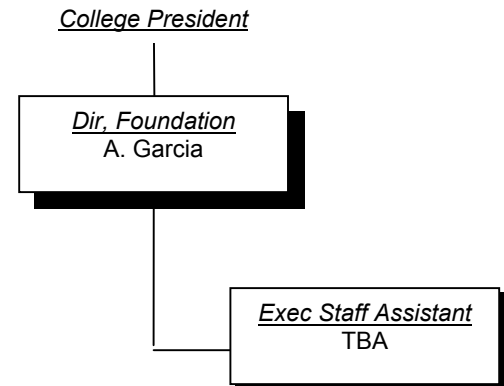 College President
Dir, Foundation
A. Garcia
Exec Staff Assistant
TBA